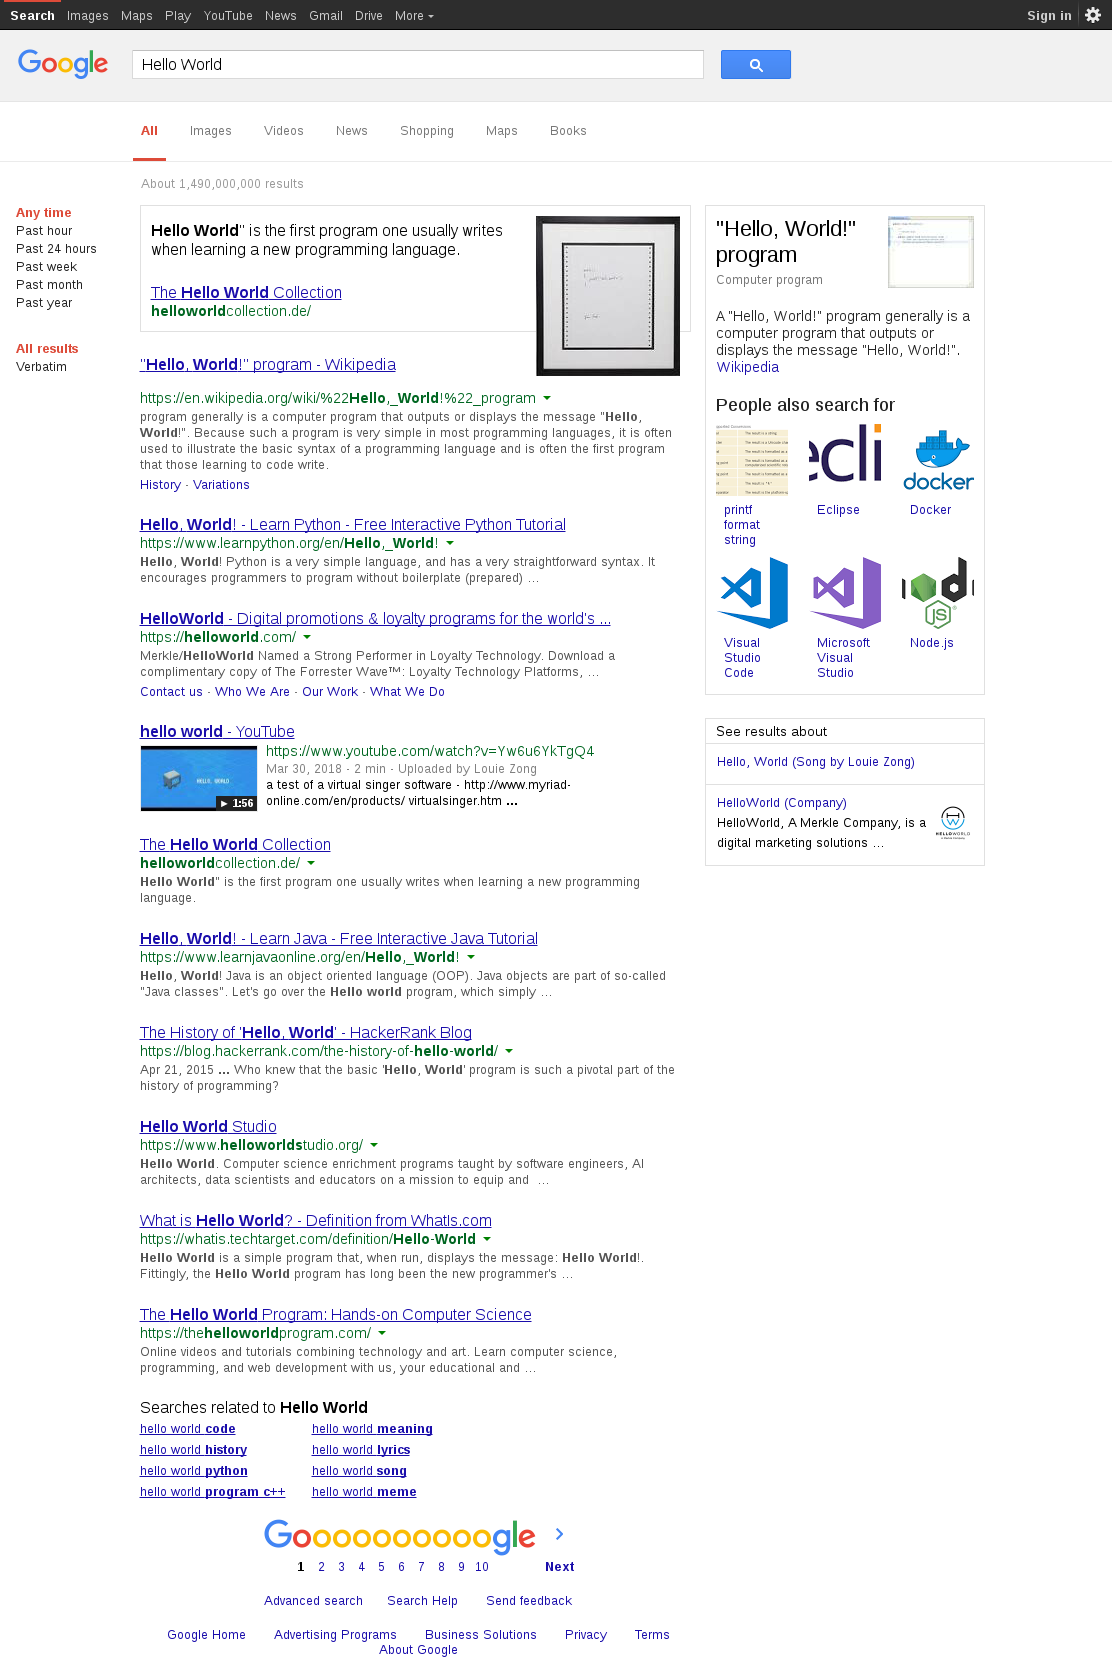 Search Images Maps Play YouTube News Gmail Drive More Sign in
Google Hello World
All Images Videos News Shopping Maps Books
About 1,490,000,000 results
Any time
Past hour
Past 24 hours
Past week
Past month
Past year
All results
Verbatim
Hello World" is the first program one usually writes
when learning a new programming language.
The Hello World Collection
helloworldcollection.de/
"Hello, World!" program - Wikipedia
https://en.wikipedia.org/wiki/%22Hello,_World!%22_program
program generally is a computer program that outputs or displays the message "Hello,
World!". Because such a program is very simple in most programming languages, it is often
used to illustrate the basic syntax of a programming language and is often the first program
that those learning to code write.
History · Variations
Hello, World! - Learn Python - Free Interactive Python Tutorial
https://www.learnpython.org/en/Hello,_World!
Hello, World! Python is a very simple language, and has a very straightforward syntax. It
encourages programmers to program without boilerplate (prepared) ...
HelloWorld - Digital promotions & loyalty programs for the world's ...
https://helloworld.com/
Merkle/HelloWorld Named a Strong Performer in Loyalty Technology. Download a
complimentary copy of The Forrester Wave™: Loyalty Technology Platforms, ...
Contact us · Who We Are · Our Work · What We Do
hello world - YouTube
HELLO, WORLD
1:56
https://www.youtube.com/watch?v=Yw6u6YkTgQ4
Mar 30, 2018 - 2 min - Uploaded by Louie Zong
a test of a virtual singer software - http://www.myriad-
online.com/en/products/ virtualsinger.htm ...
The Hello World Collection
helloworldcollection.de/
Hello World" is the first program one usually writes when learning a new programming
language.
Hello, World! - Learn Java - Free Interactive Java Tutorial
https://www.learnjavaonline.org/en/Hello,_World!
Hello, World! Java is an object oriented language (OOP). Java objects are part of so-called
"Java classes". Let's go over the Hello world program, which simply ...
The History of 'Hello, World' - HackerRank Blog
https://blog.hackerrank.com/the-history-of-hello-world/
Apr 21, 2015 ... Who knew that the basic 'Hello, World' program is such a pivotal part of the
history of programming?
Hello World Studio
https://www.helloworldstudio.org/
Hello World. Computer science enrichment programs taught by software engineers, AI
architects, data scientists and educators on a mission to equip and ...
What is Hello World? - Definition from WhatIs.com
https://whatis.techtarget.com/definition/Hello-World
Hello World is a simple program that, when run, displays the message: Hello World!.
Fittingly, the Hello World program has long been the new programmer's ...
The Hello World Program: Hands-on Computer Science
https://thehelloworldprogram.com/
Online videos and tutorials combining technology and art. Learn computer science,
programming, and web development with us, your educational and ...
Searches related to Hello World
hello world code hello world meaning
hello world history hello world lyrics
hello world python hello world song
hello world program c++ hello world meme
Goooooooooogle
1 2 3 4 5 6 7 8 9 10 Next
Advanced search Search Help Send feedback
Google Home Advertising Programs Business Solutions Privacy Terms
About Google
"Hello, World!"
program
Computer program
A "Hello, World!" program generally is a
computer program that outputs or
displays the message "Hello, World!".
Wikipedia
People also search for
ecli
docker
printf
format
string
Eclipse
Docker
Visual
Studio
Code
Microsoft
Visual
Studio
Node.js
See results about
Hello, World (Song by Louie Zong)
HelloWorld (Company)
HelloWorld, A Merkle Company, is a
digital marketing solutions ...
HELLOWORLD